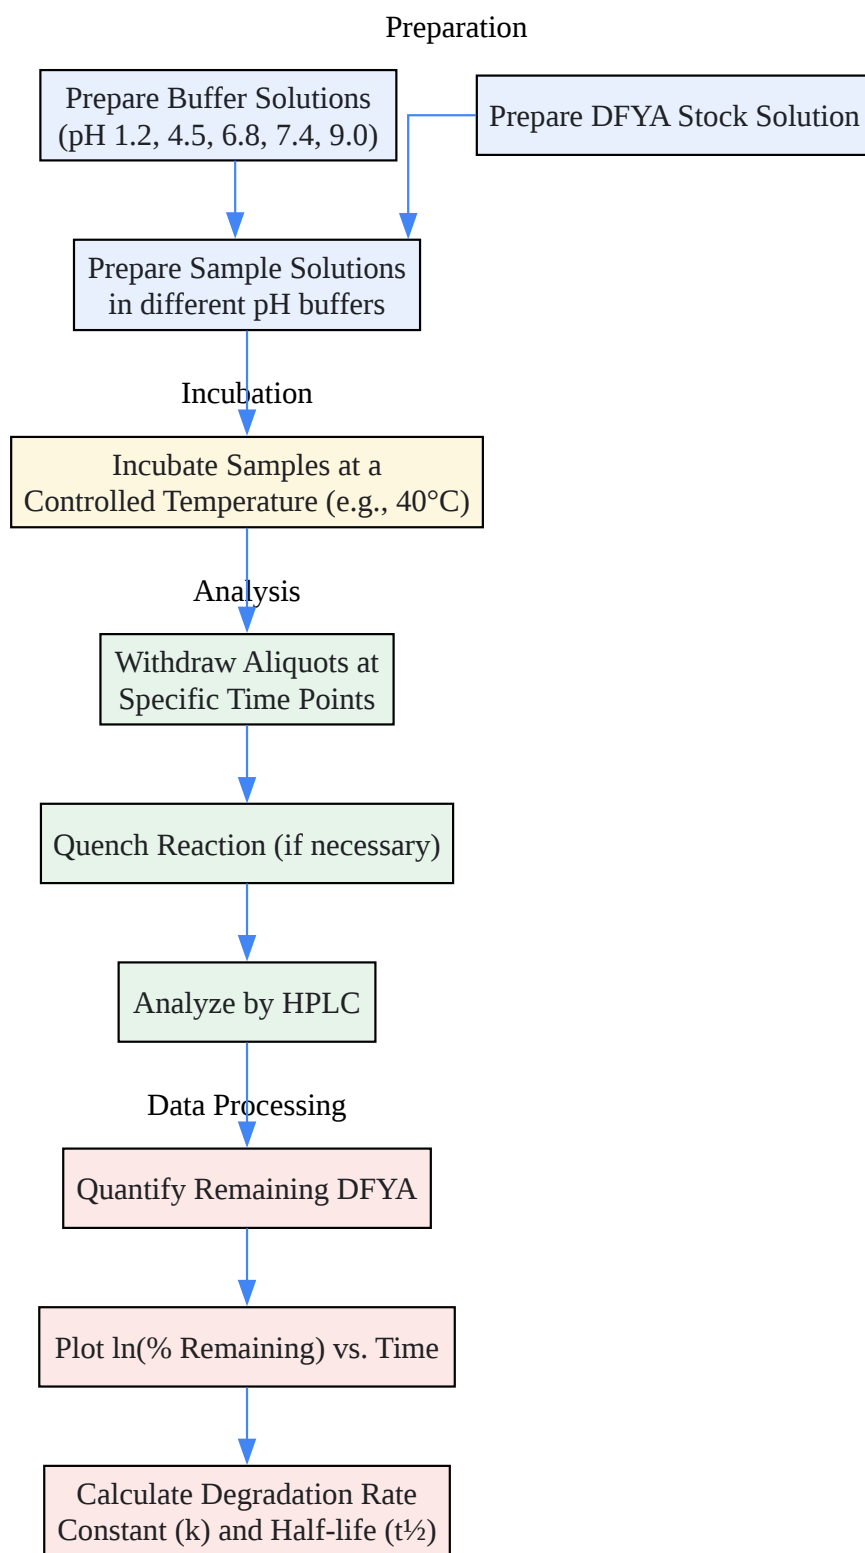 Preparation
Prepare Buffer Solutions
(pH 1.2, 4.5, 6.8, 7.4, 9.0)
Prepare DFYA Stock Solution
Prepare Sample Solutions
in different pH buffers
Incubation
Incubate Samples at a
Controlled Temperature (e.g., 40°C)
Analysis
Withdraw Aliquots at
Specific Time Points
Quench Reaction (if necessary)
Analyze by HPLC
Data Processing
Quantify Remaining DFYA
Plot ln(% Remaining) vs. Time
Calculate Degradation Rate
Constant (k) and Half-life (t½)